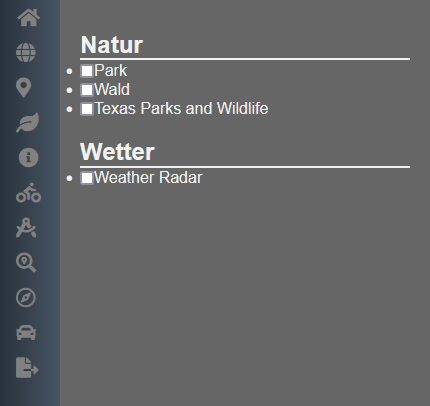 Natur
Park
Wald
Texas Parks and Wildlife
Wetter
Weather Radar